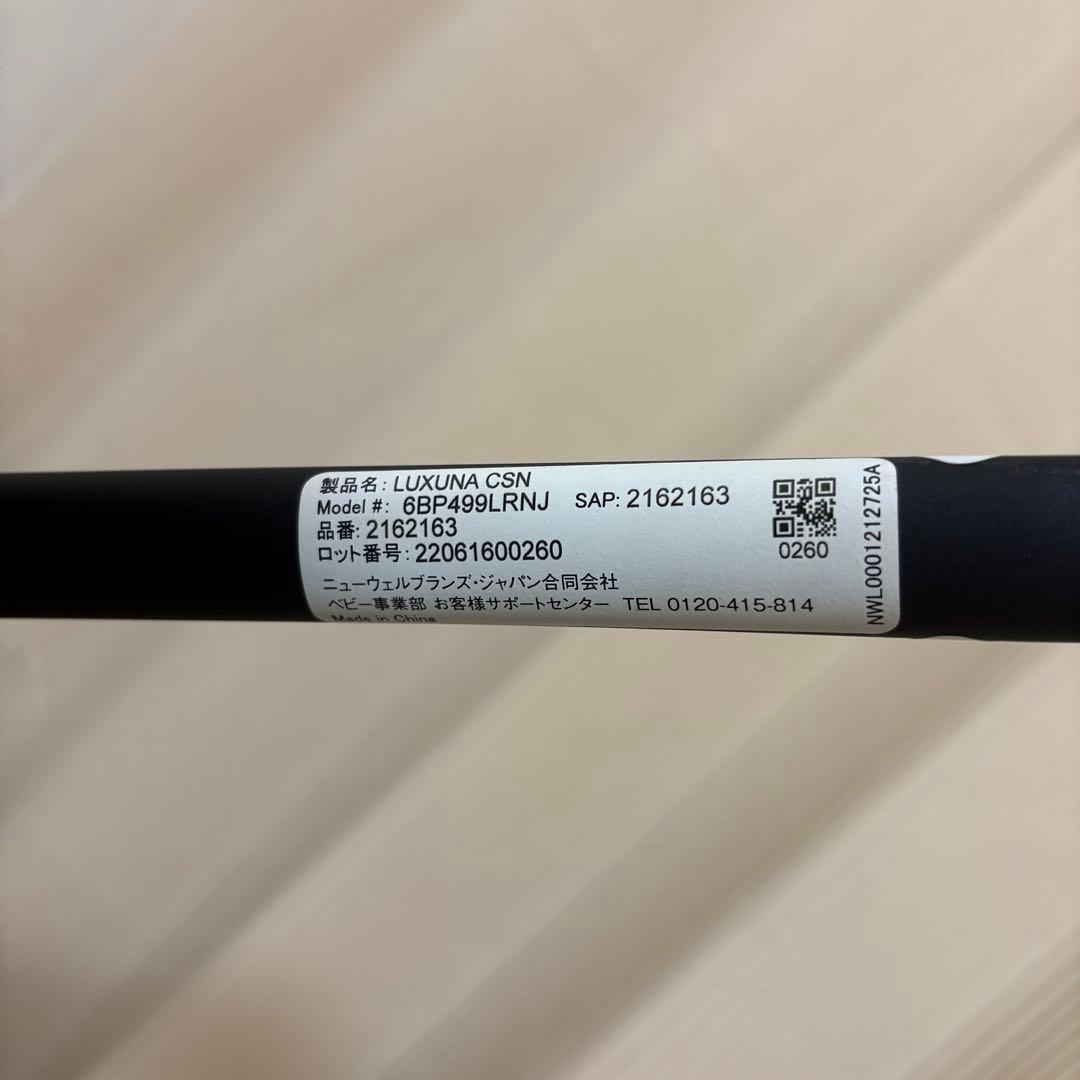 製品名: LUXUNA CSN
Model #: 6BP499LRNJ SAP: 2162163
品番: 2162163
ロット番号: 22061600260
ニューウェルブランズ・ジャパン合同会社
ベビー事業部 お客様サポートセンター TEL 0120-415-814
Made in China
0260
NWL0001212725A